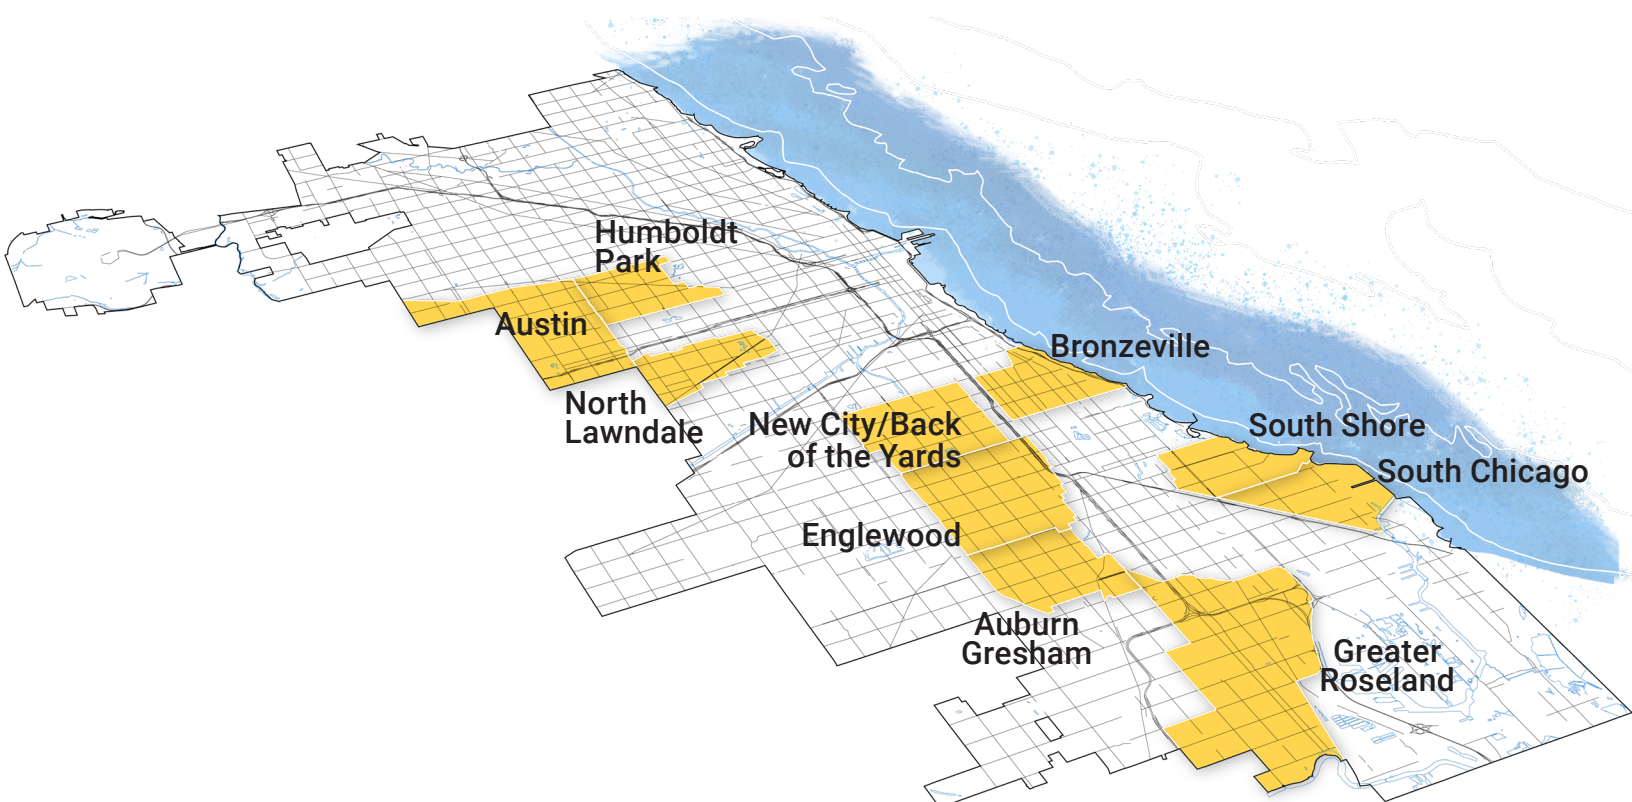 Humboldt
Park
Austin
Bronzeville
North
Lawndale
New City/Back
of the Yards
South Shore
South Chicago
Englewood
Auburn
Gresham
Greater
Roseland